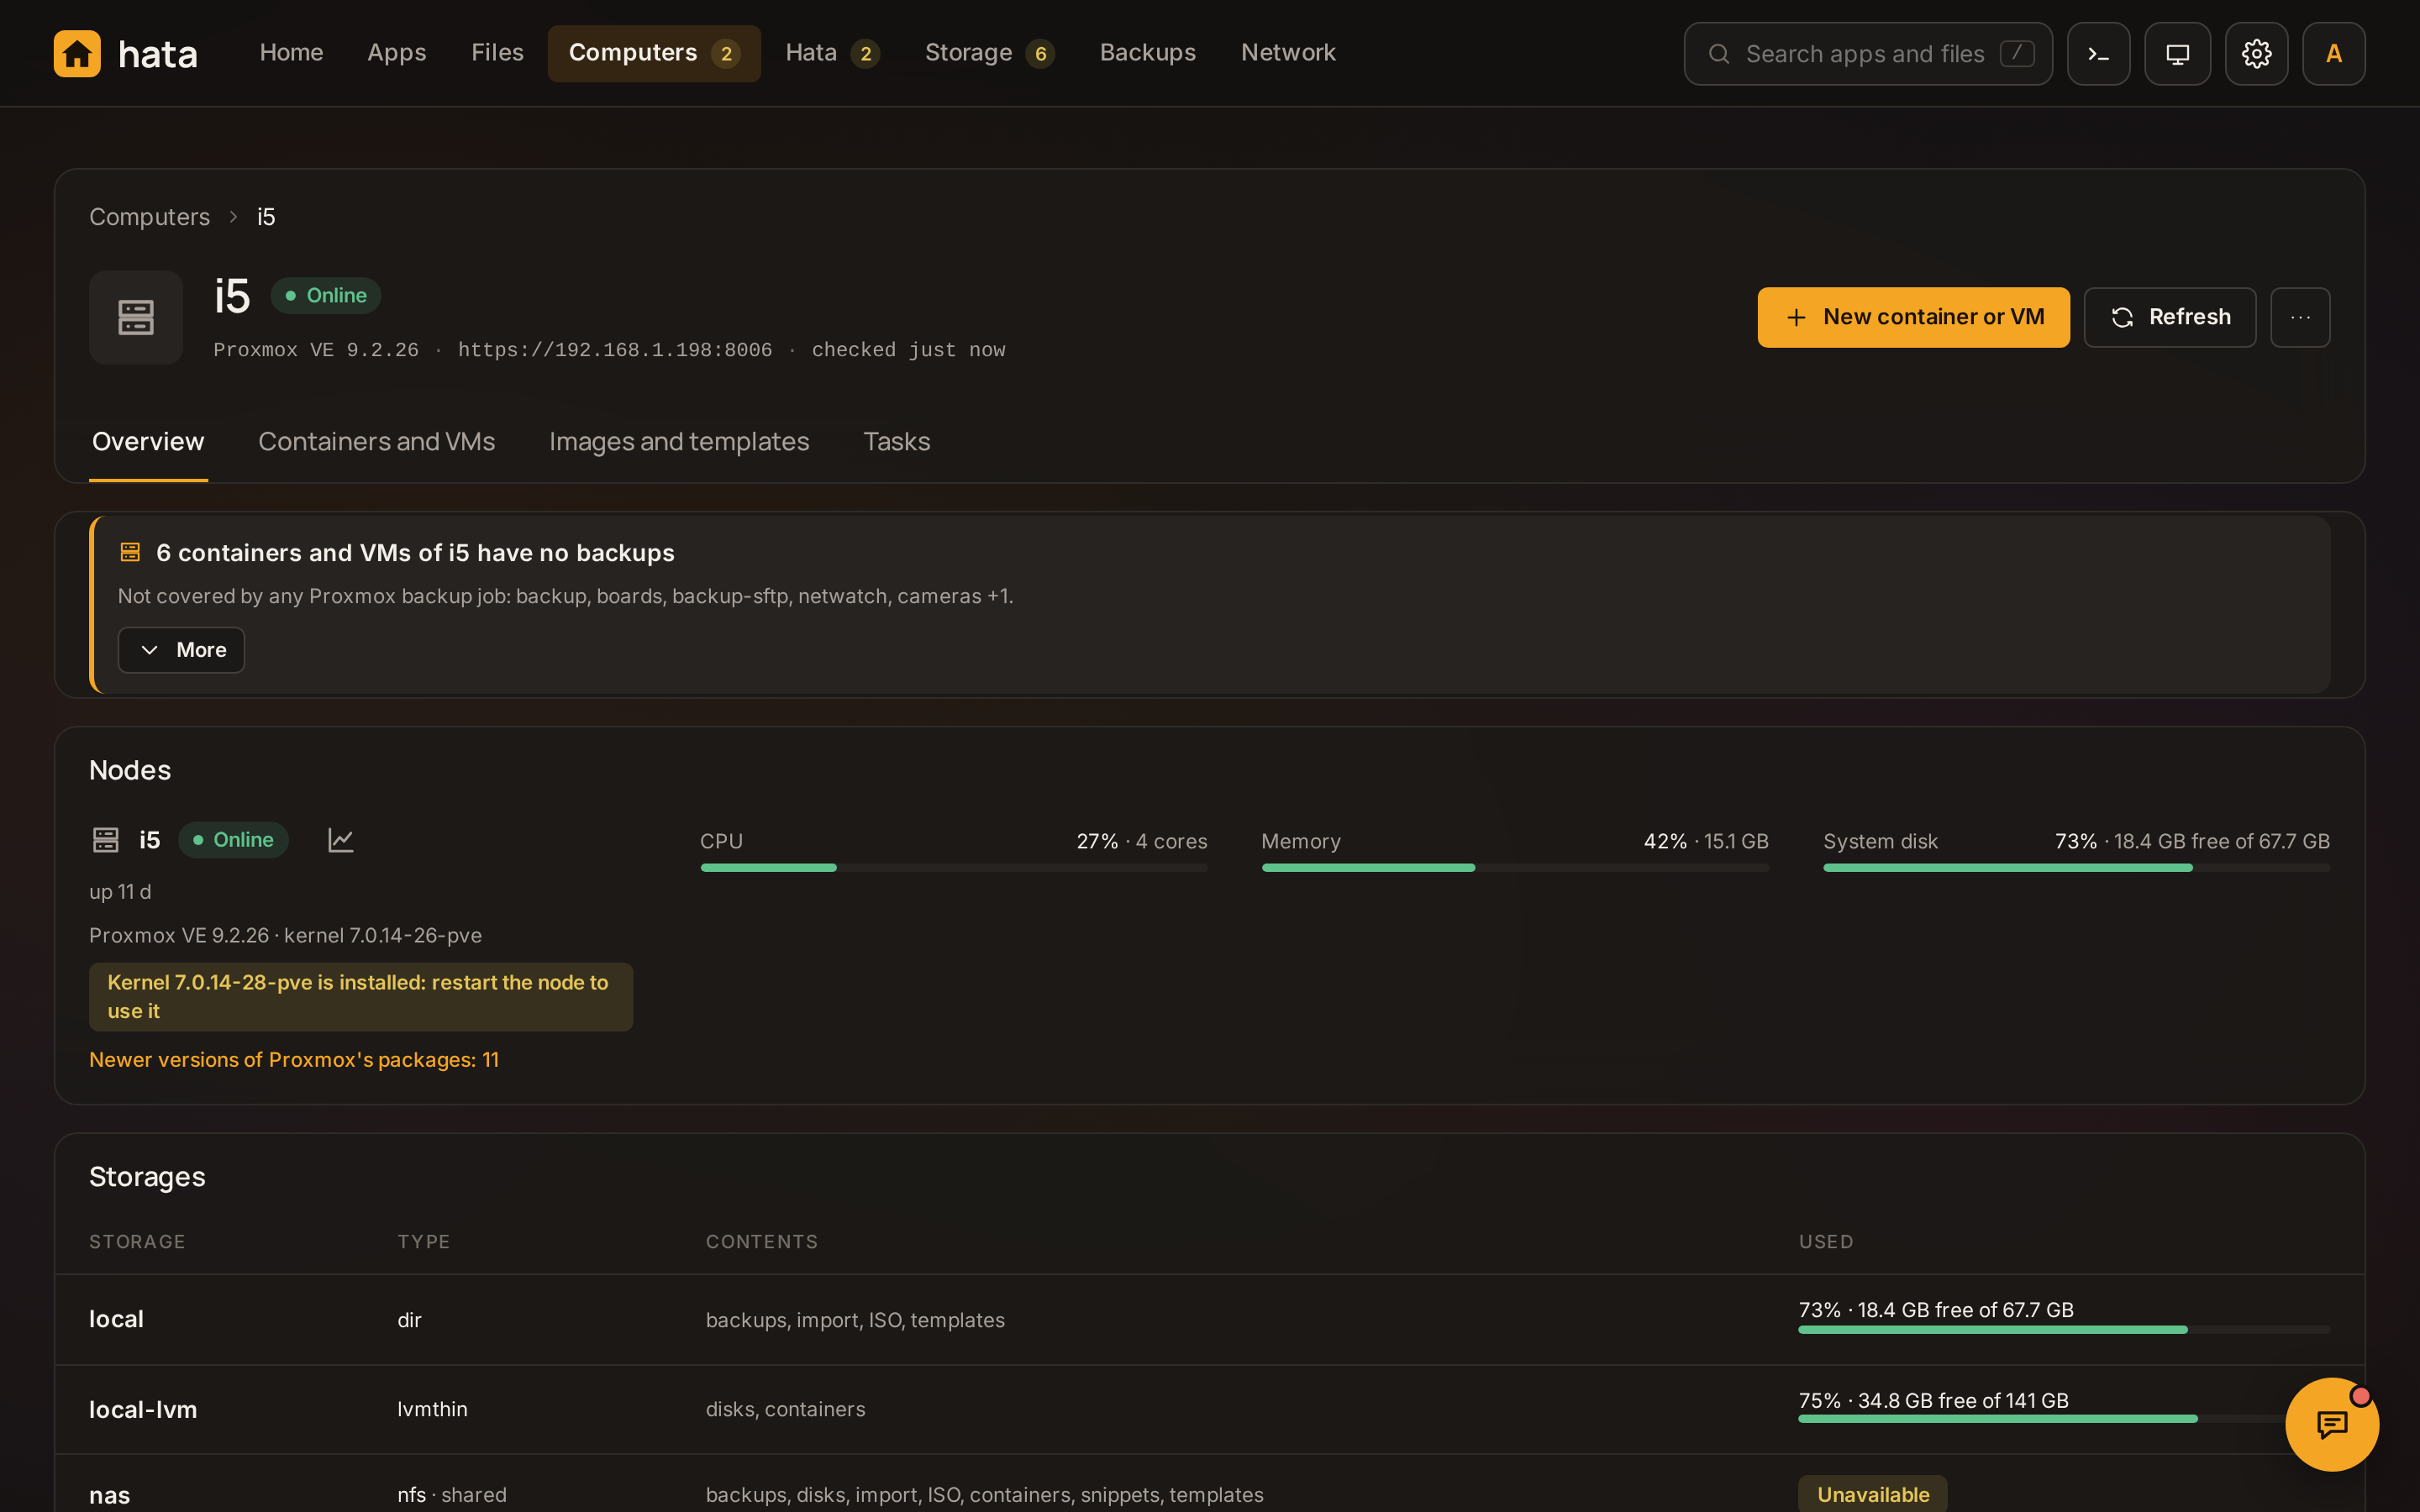 hata Home Apps Files Computers 2 Hata 2 Storage 6 Backups Network Search apps and files / A
Computers > i5
i5 Online
Proxmox VE 9.2.26 · https://192.168.1.198:8006 · checked just now
+ New container or VM Refresh ...
Overview Containers and VMs Images and templates Tasks
6 containers and VMs of i5 have no backups
Not covered by any Proxmox backup job: backup, boards, backup-sftp, netwatch, cameras +1.
More
Nodes
i5 Online
CPU 27% · 4 cores Memory 42% · 15.1 GB System disk 73% · 18.4 GB free of 67.7 GB
up 11 d
Proxmox VE 9.2.26 · kernel 7.0.14-26-pve
Kernel 7.0.14-28-pve is installed: restart the node to
use it
Newer versions of Proxmox's packages: 11
Storages
STORAGE TYPE CONTENTS USED
local dir backups, import, ISO, templates 73% · 18.4 GB free of 67.7 GB
local-lvm lvmthin disks, containers 75% · 34.8 GB free of 141 GB
nas nfs · shared backups, disks, import, ISO, containers, snippets, templates Unavailable